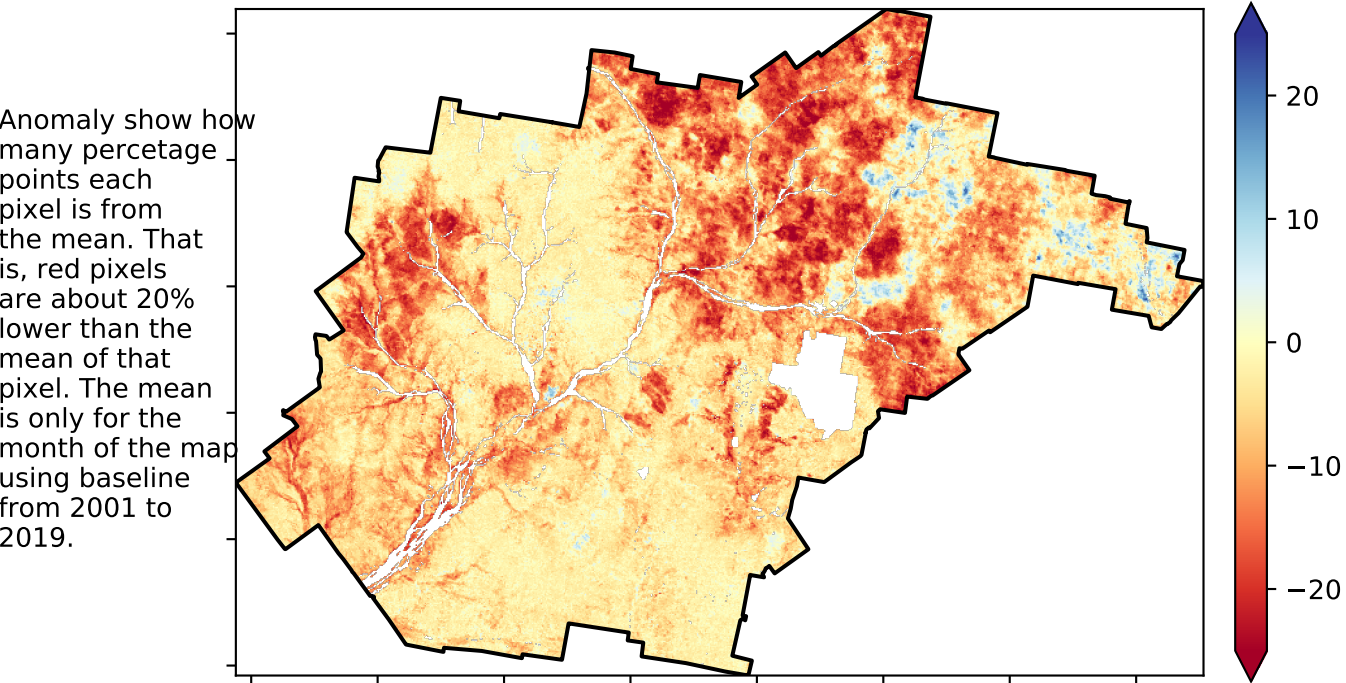 Anomaly show how
many percetage
points each
pixel is from
the mean. That
is, red pixels
are about 20%
lower than the
mean of that
pixel. The mean
is only for the
month of the map
using baseline
from 2001 to
2019.
20
10
0
−10
−20